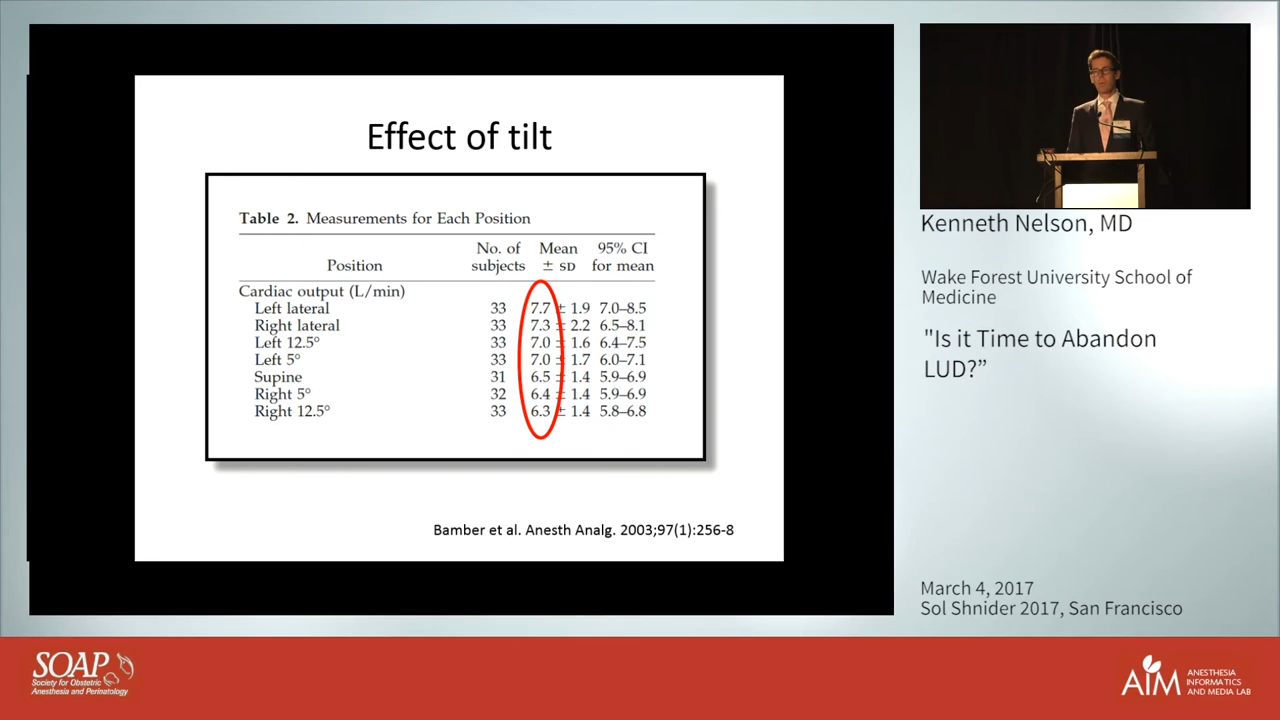 Effect of tilt
Table 2. Measurements for Each Position
Position No. of subjects Mean ± SD 95% CI for mean
Cardiac output (L/min)
Left lateral 33 7.7 ± 1.9 7.0–8.5
Right lateral 33 7.3 ± 2.2 6.5–8.1
Left 12.5° 33 7.0 ± 1.6 6.4–7.5
Left 5° 33 7.0 ± 1.7 6.0–7.1
Supine 31 6.5 ± 1.4 5.9–6.9
Right 5° 32 6.4 ± 1.4 5.9–6.9
Right 12.5° 33 6.3 ± 1.4 5.8–6.8
Bamber et al. Anesth Analg. 2003;97(1):256-8
Kenneth Nelson, MD
Wake Forest University School of
Medicine
"Is it Time to Abandon
LUD?”
March 4, 2017
Sol Shnider 2017, San Francisco
SOAP
Society for Obstetric
Anesthesia and Perinatology
AIM
ANESTHESIA
INFORMATICS
AND MEDIA LAB